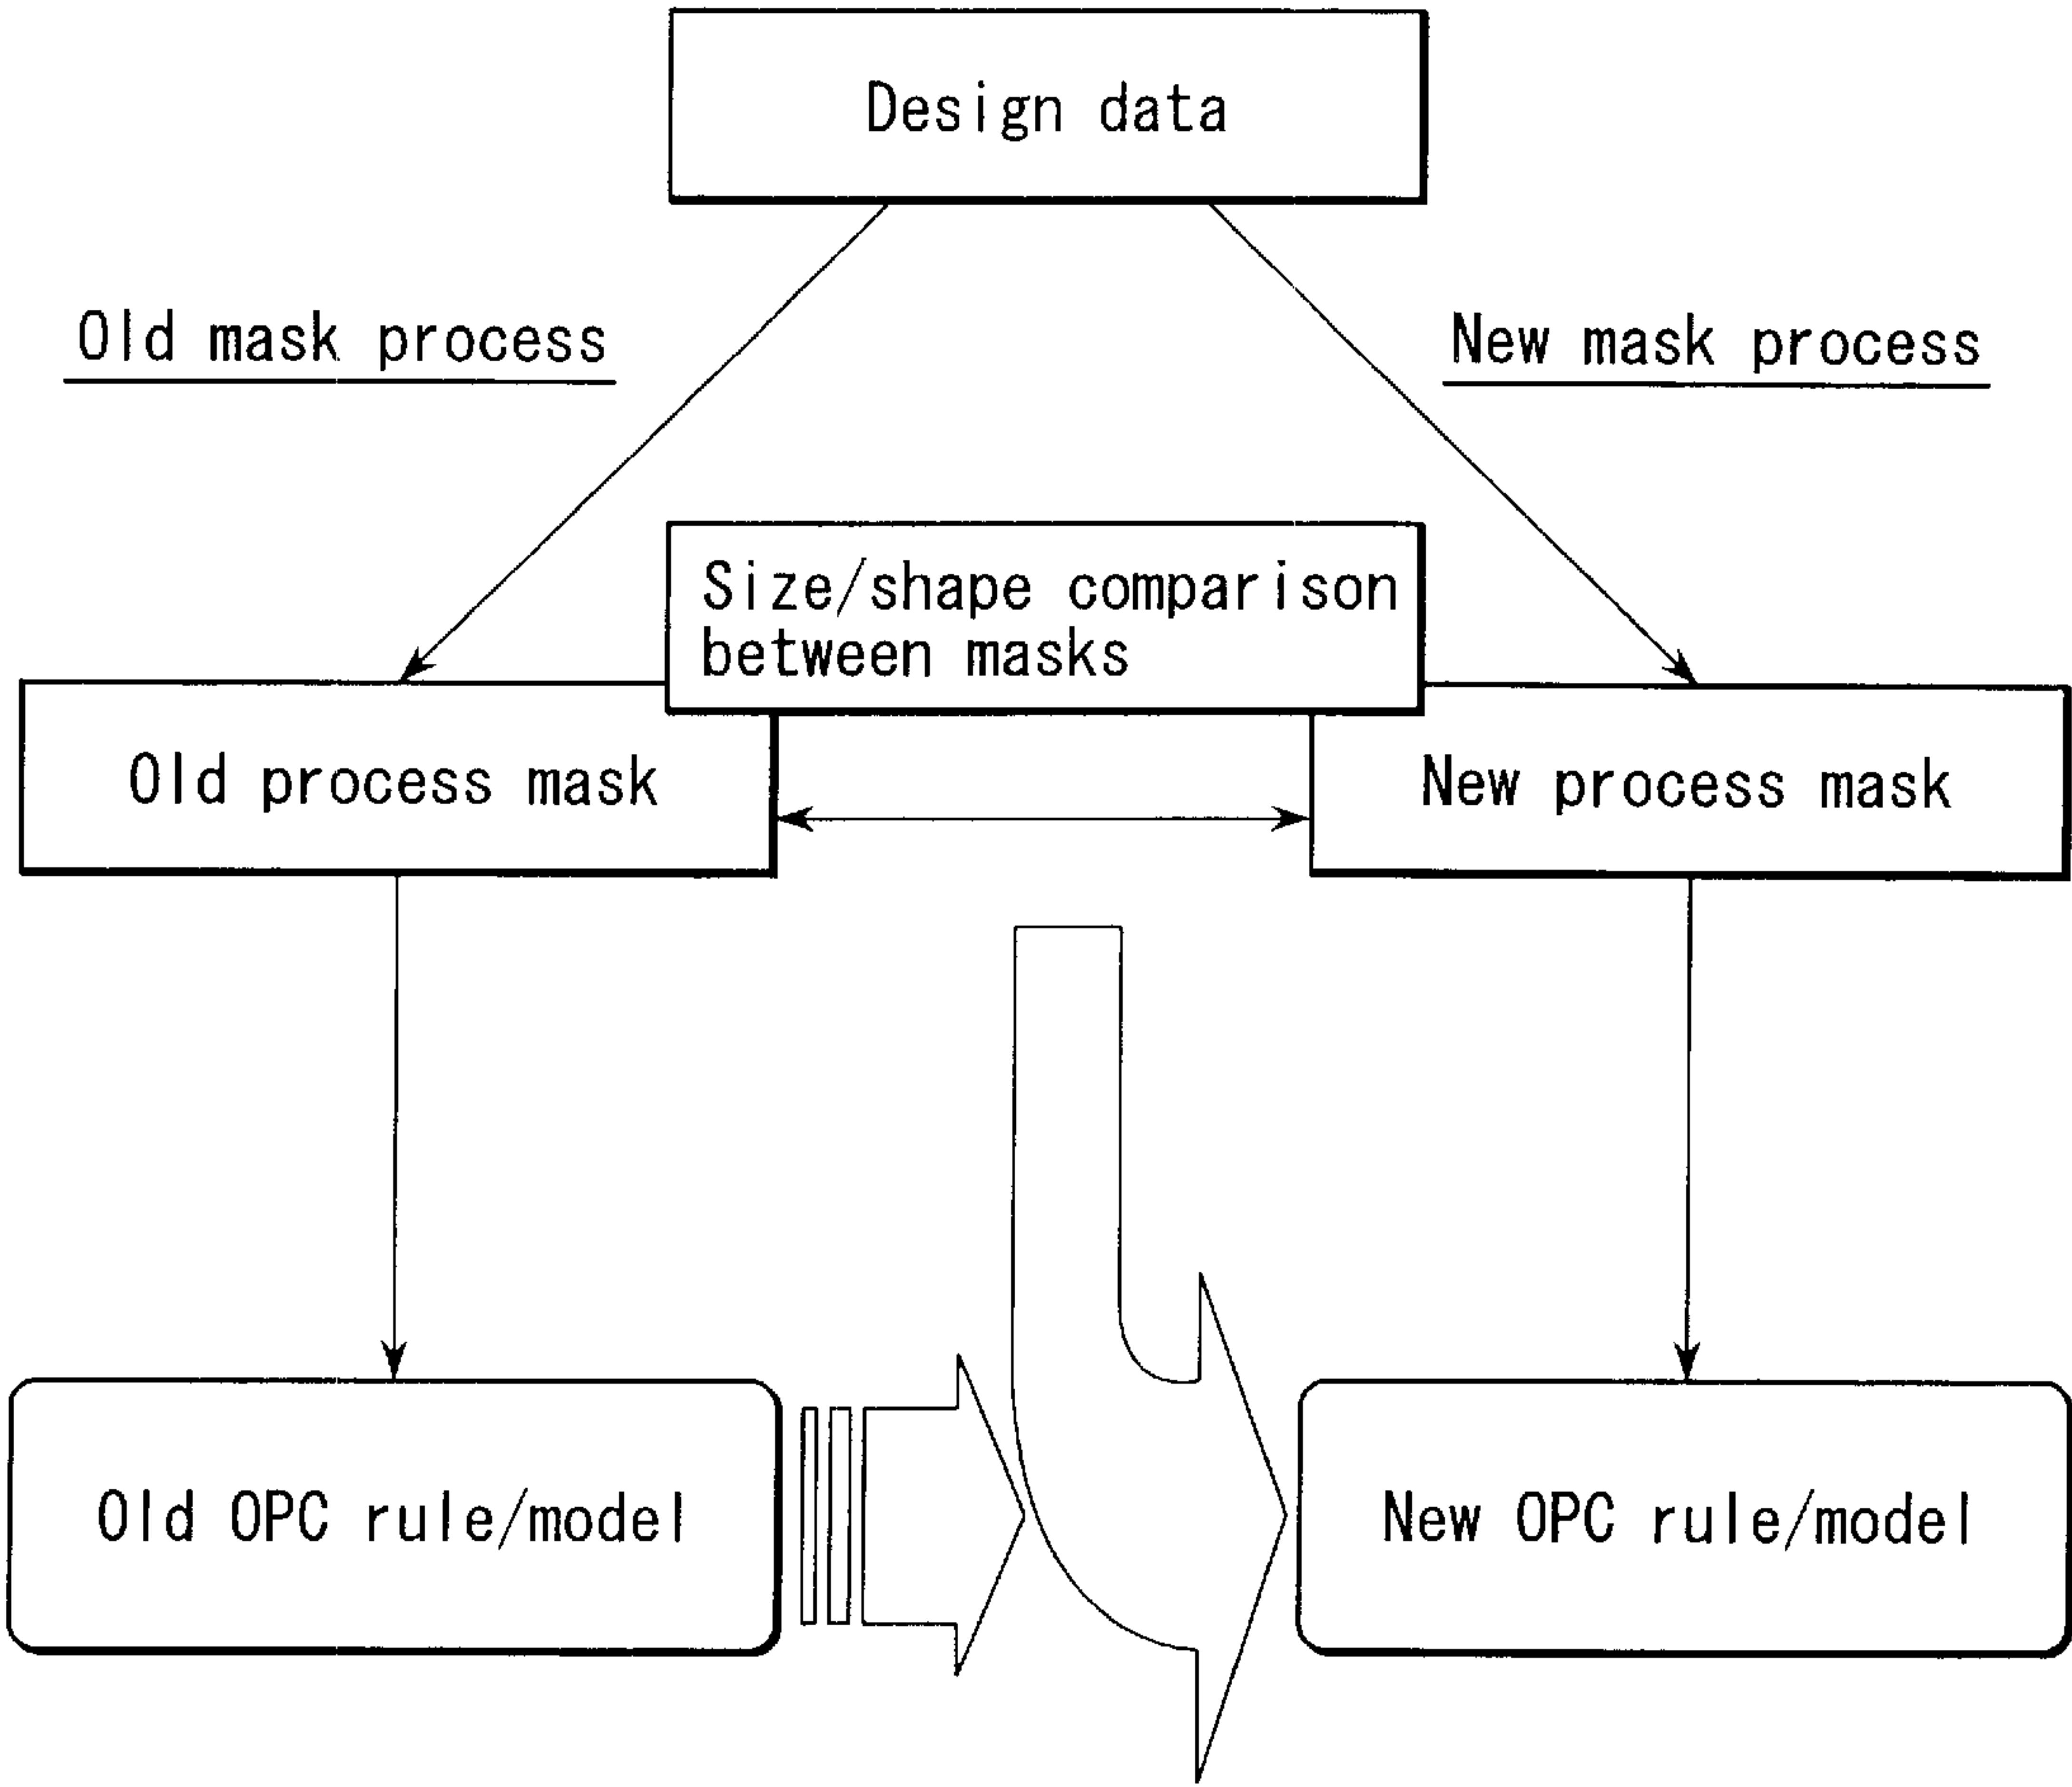 Design data
Old mask process
New mask process
Size/shape comparison
between masks
Old process mask
New process mask
Old OPC rule/model
New OPC rule/model